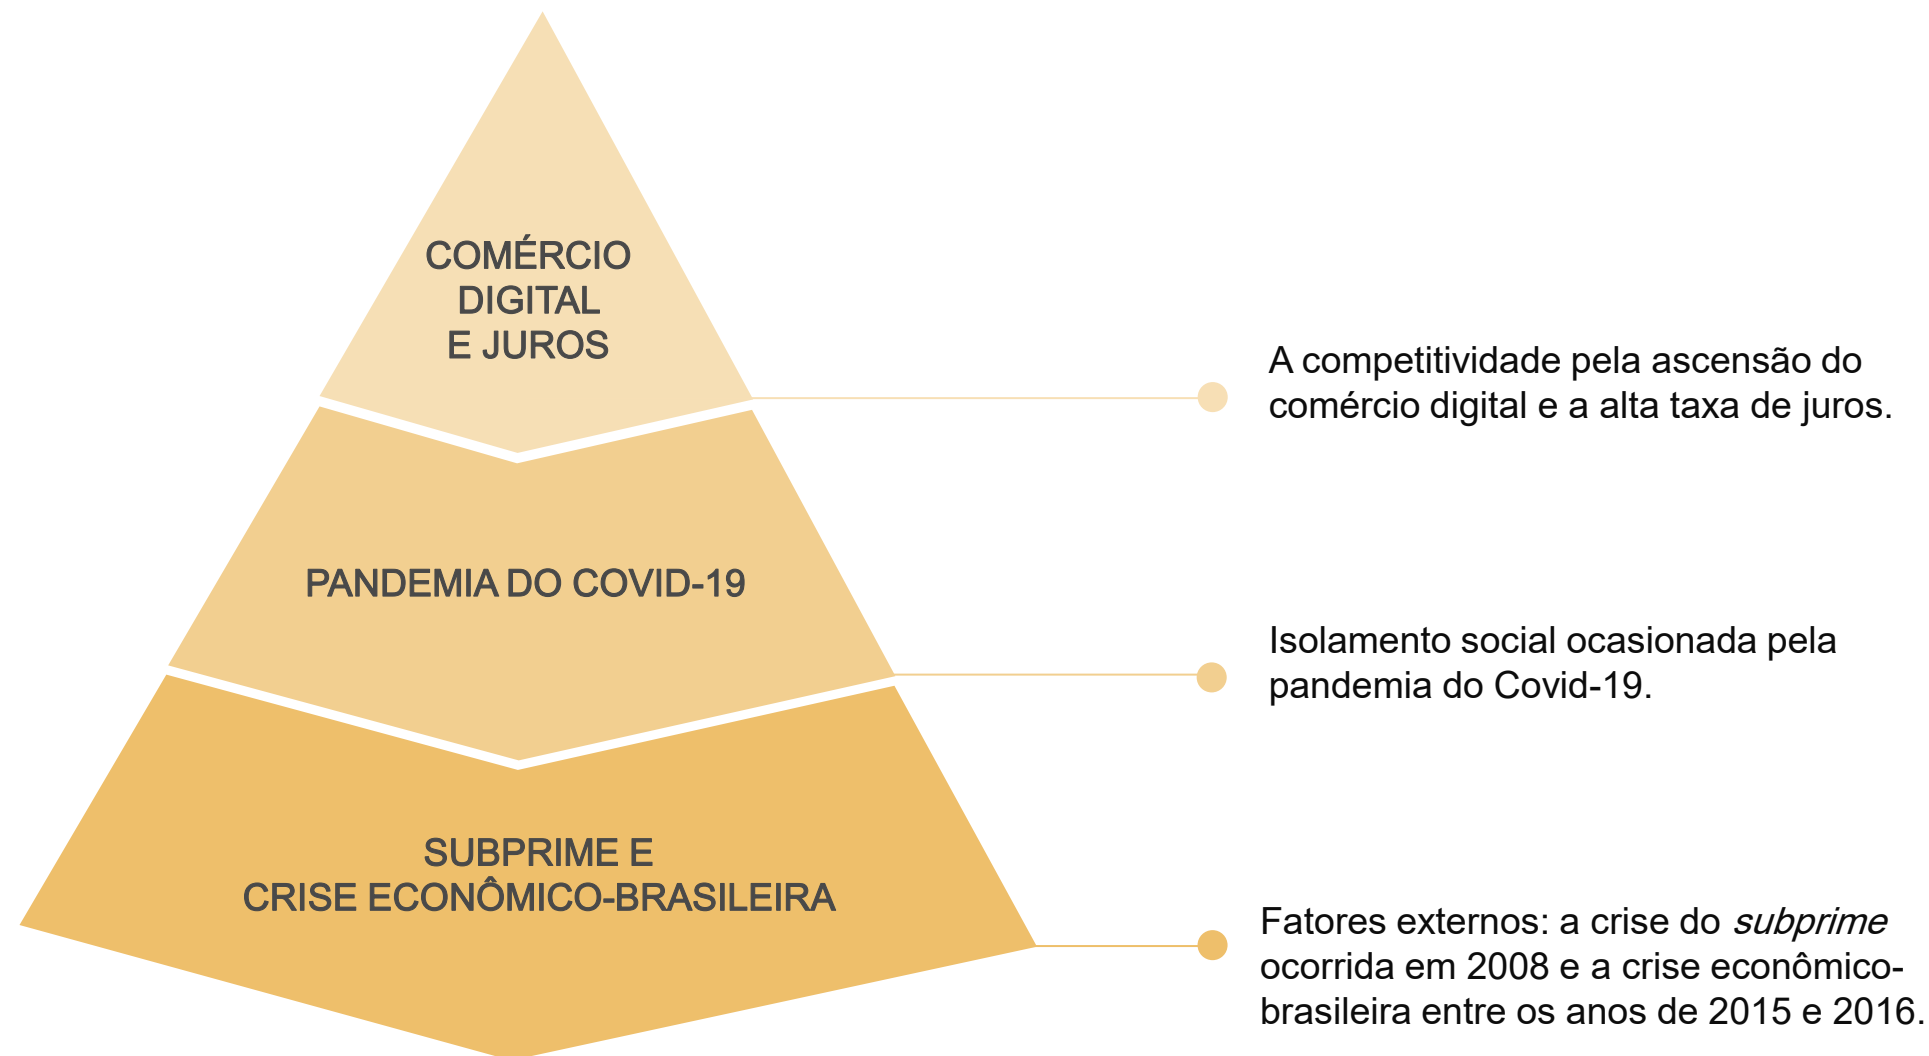 COMÉRCIO
DIGITAL
E JUROS
A competitividade pela ascensão do
comércio digital e a alta taxa de juros.
PANDEMIA DO COVID-19
Isolamento social ocasionada pela
pandemia do Covid-19.
SUBPRIME E
CRISE ECONÔMICO-BRASILEIRA
Fatores externos: a crise do subprime
ocorrida em 2008 e a crise econômico-
brasileira entre os anos de 2015 e 2016.